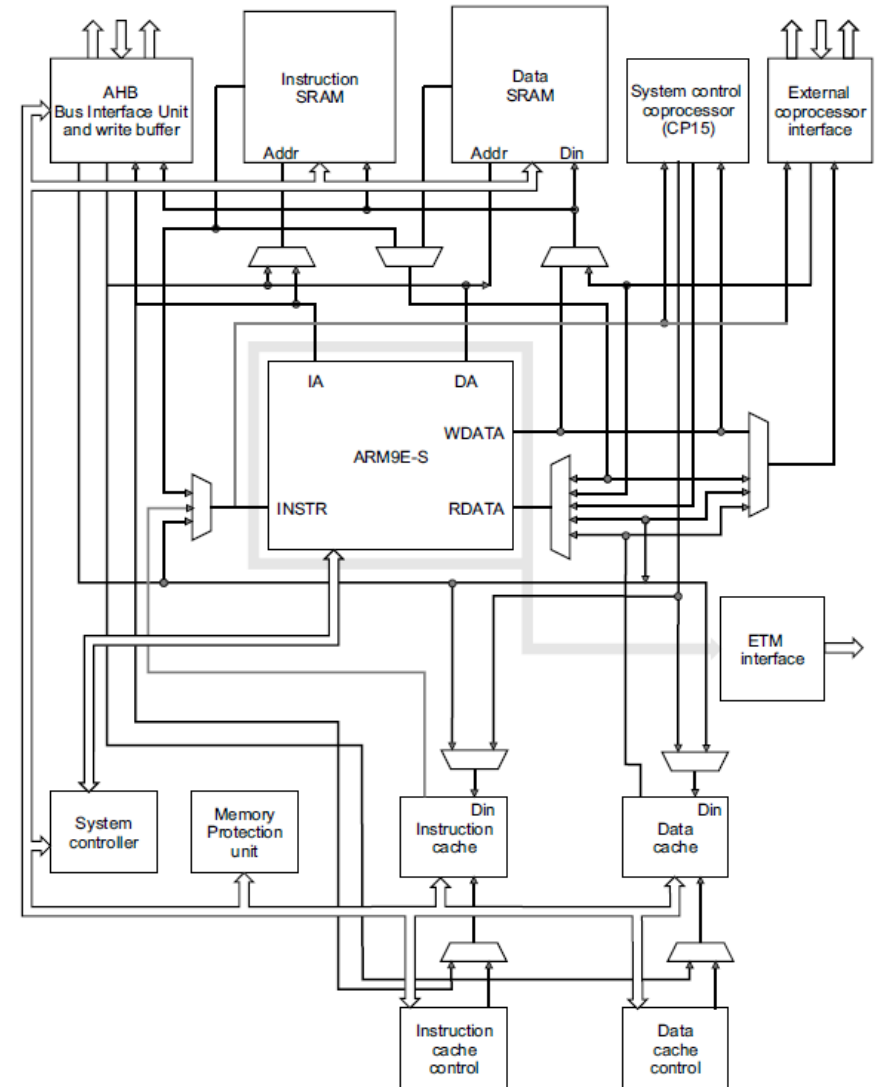 AHB
Bus Interface Unit
and write buffer
Instruction
SRAM
Addr
Data
SRAM
Addr
Din
System control
coprocessor
(CP15)
External
coprocessor
interface
IA
DA
WDATA
ARM9E-S
INSTR
RDATA
ETM
interface
System
controller
Memory
Protection
unit
Din
Instruction
cache
Din
Data
cache
Instruction
cache
control
Data
cache
control